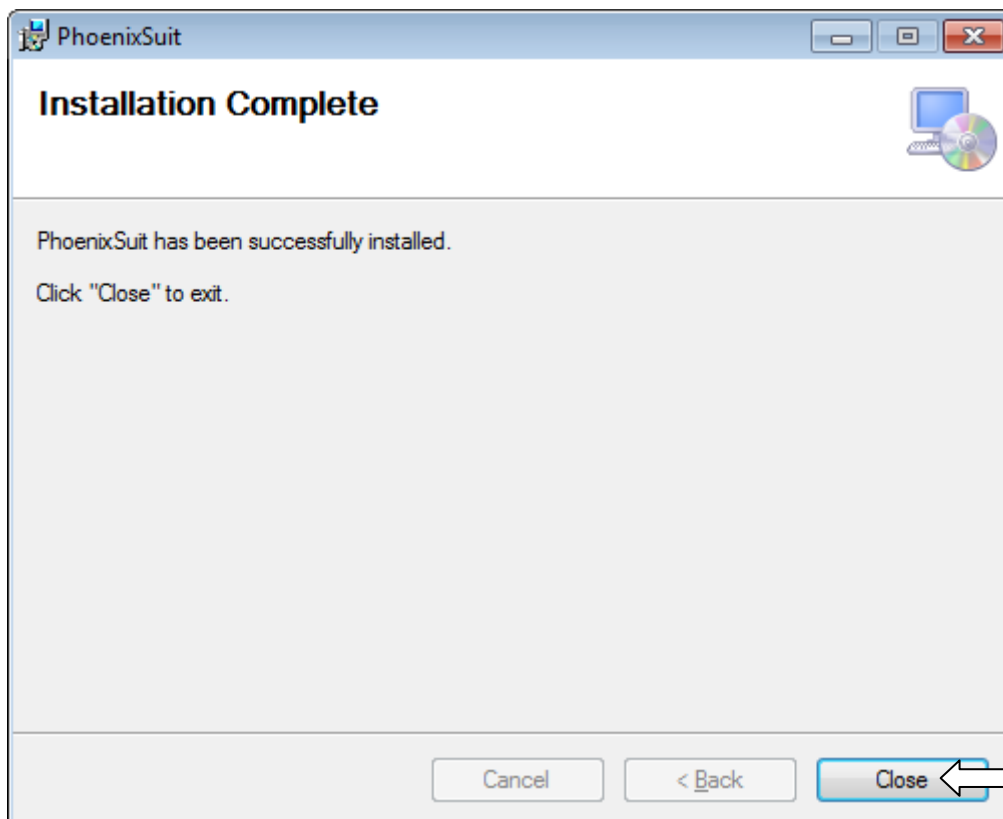 PhoenixSuit
Installation Complete
PhoenixSuit has been successfully installed.
Click "Close" to exit.
Cancel
< Back
Close